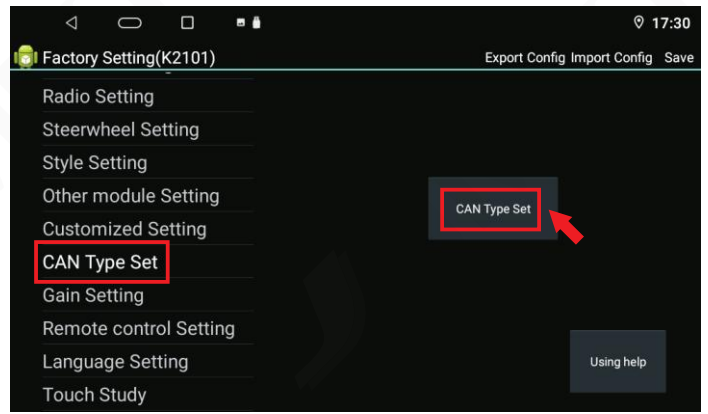 17:30
Factory Setting(K2101)
Export Config Import Config Save
Radio Setting
Steerwheel Setting
Style Setting
Other module Setting
Customized Setting
CAN Type Set
Gain Setting
Remote control Setting
Language Setting
Touch Study
CAN Type Set
Using help